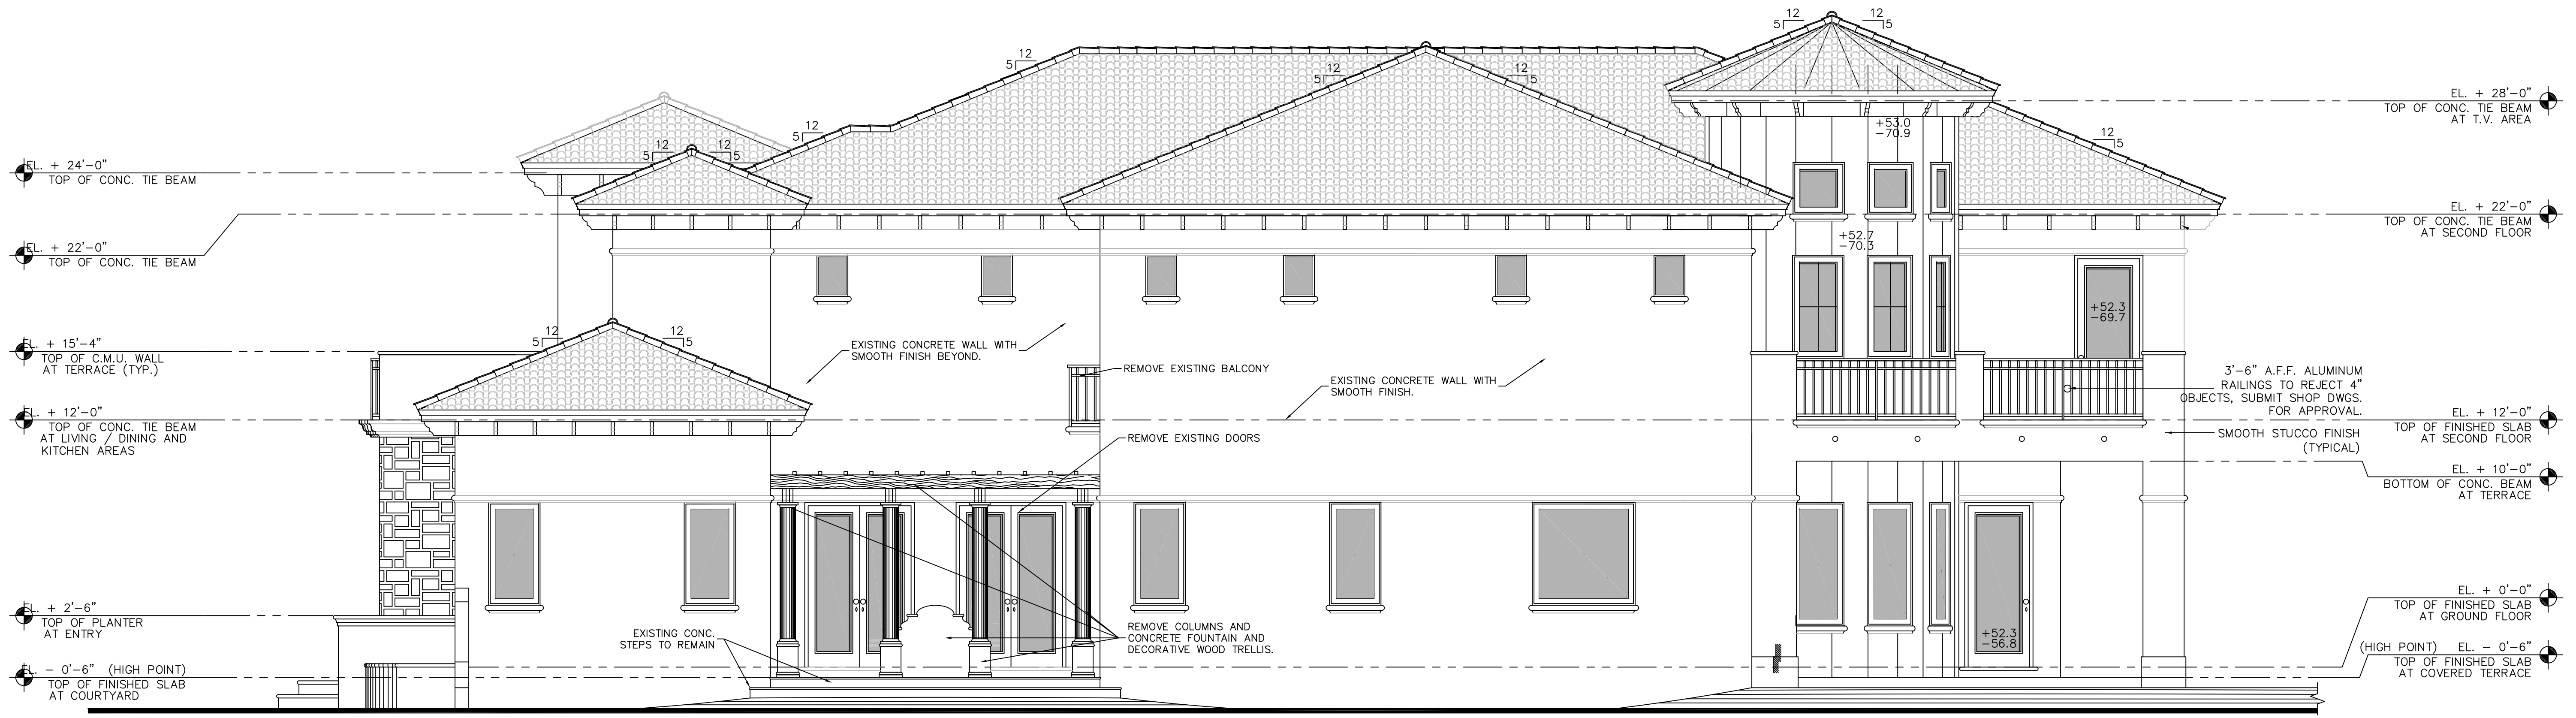 12
5
12
5
12
5
12
5
12
5
12
5
12
5
12
5
12
5
12
5
12
5
EL. + 24'-0"
TOP OF CONC. TIE BEAM
EL. + 22'-0"
TOP OF CONC. TIE BEAM
EL. + 15'-4"
TOP OF C.M.U. WALL
AT TERRACE (TYP.)
EL. + 12'-0"
TOP OF CONC. TIE BEAM
AT LIVING / DINING AND
KITCHEN AREAS
EL. + 2'-6"
TOP OF PLANTER
AT ENTRY
EL. - 0'-6" (HIGH POINT)
TOP OF FINISHED SLAB
AT COURTYARD
EXISTING CONCRETE WALL WITH
SMOOTH FINISH BEYOND.
REMOVE EXISTING BALCONY
EXISTING CONCRETE WALL WITH
SMOOTH FINISH.
REMOVE EXISTING DOORS
EXISTING CONC.
STEPS TO REMAIN
REMOVE COLUMNS AND
CONCRETE FOUNTAIN AND
DECORATIVE WOOD TRELLIS.
+53.0
-70.9
+52.7
-70.3
+52.3
-69.7
+52.3
-56.8
EL. + 28'-0"
TOP OF CONC. TIE BEAM
AT T.V. AREA
EL. + 22'-0"
TOP OF CONC. TIE BEAM
AT SECOND FLOOR
3'-6" A.F.F. ALUMINUM
RAILINGS TO REJECT 4"
OBJECTS, SUBMIT SHOP DWGS.
FOR APPROVAL.
EL. + 12'-0"
TOP OF FINISHED SLAB
AT SECOND FLOOR
SMOOTH STUCCO FINISH
(TYPICAL)
EL. + 10'-0"
BOTTOM OF CONC. BEAM
AT TERRACE
EL. + 0'-0"
TOP OF FINISHED SLAB
AT GROUND FLOOR
(HIGH POINT) EL. - 0'-6"
TOP OF FINISHED SLAB
AT COVERED TERRACE